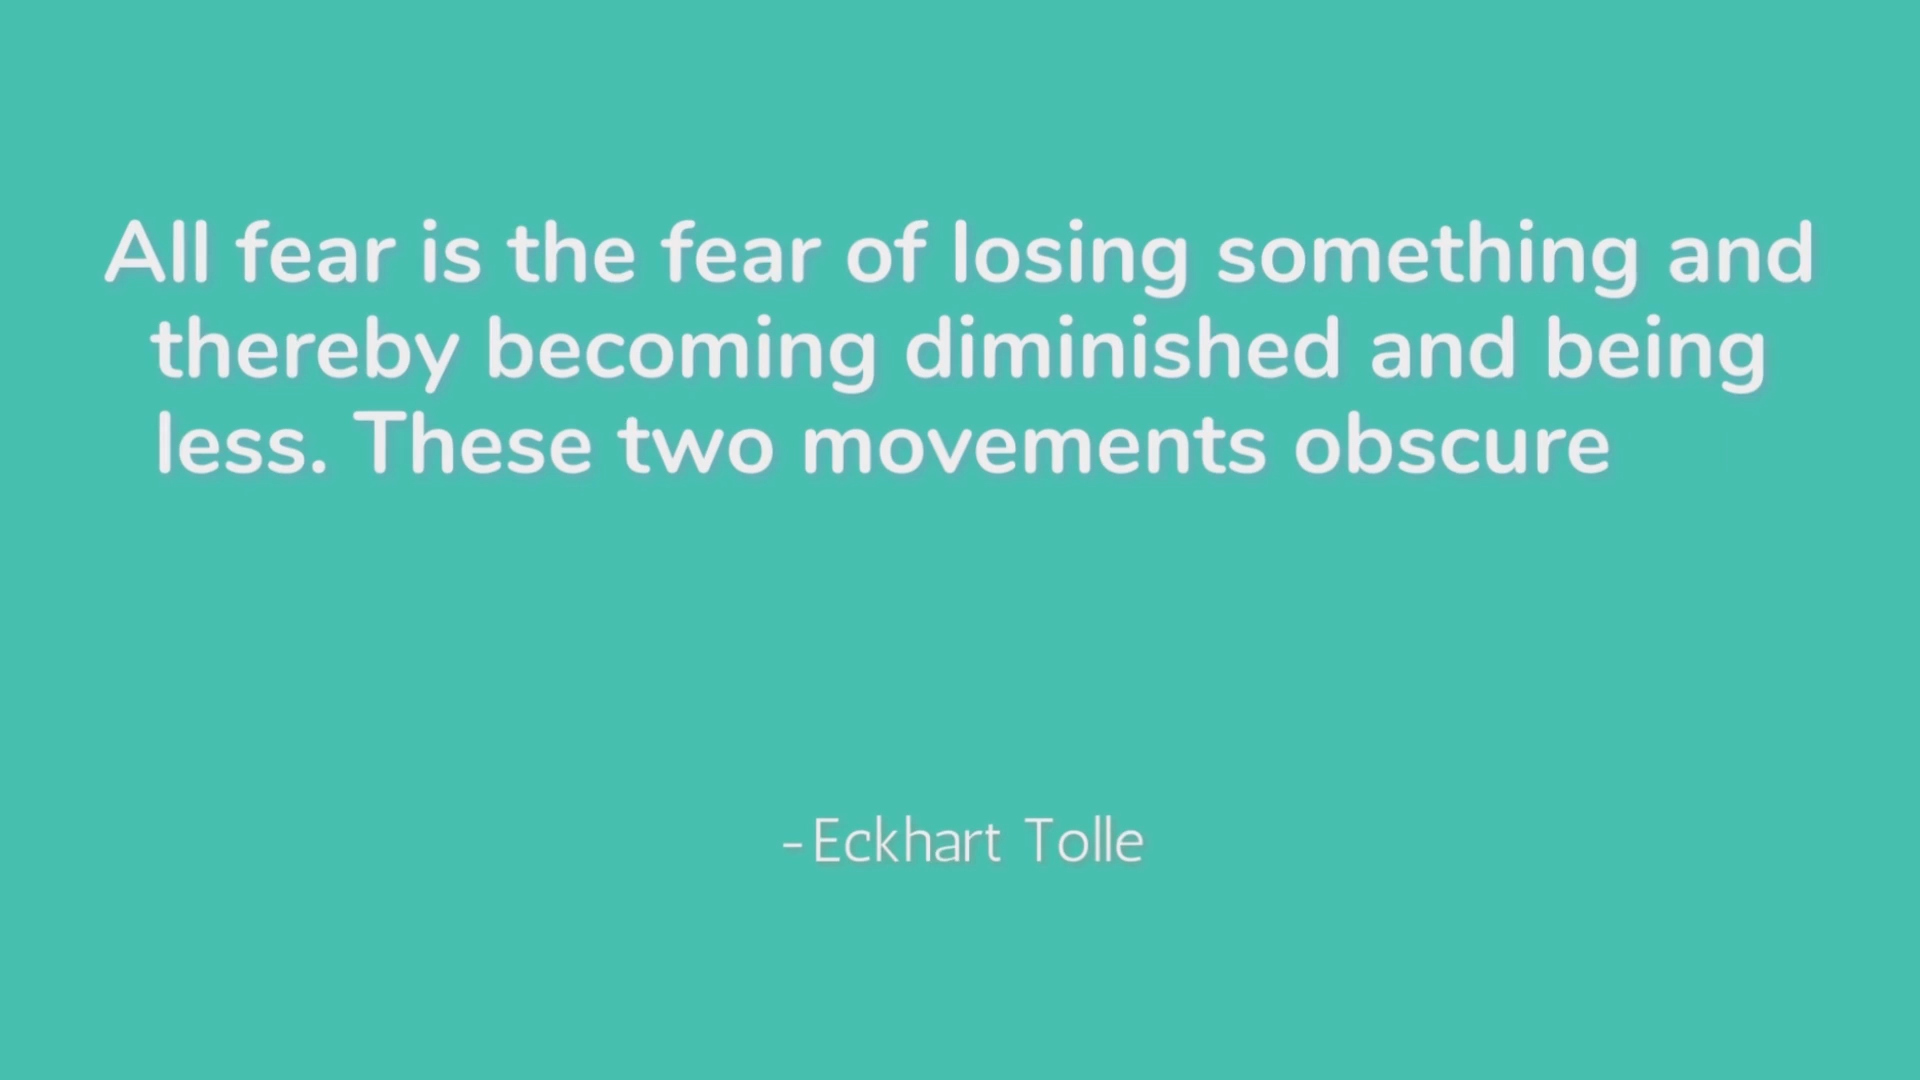 All fear is the fear of losing something and
thereby becoming diminished and being
less. These two movements obscure
-Eckhart Tolle